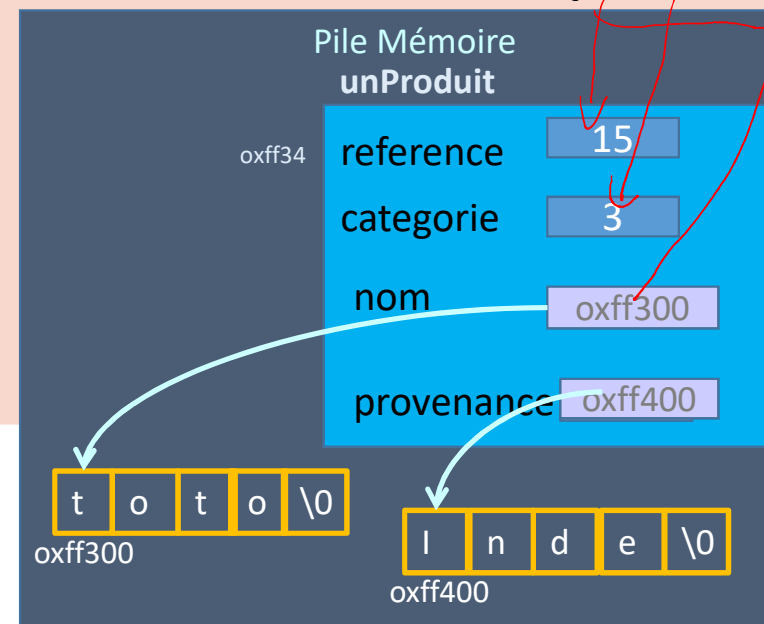 Pile Mémoire
unProduit
oxff34 reference 15
categorie 3
nom oxff300
provenance oxff400
t o t o \0
oxff300
I n d e \0
oxff400